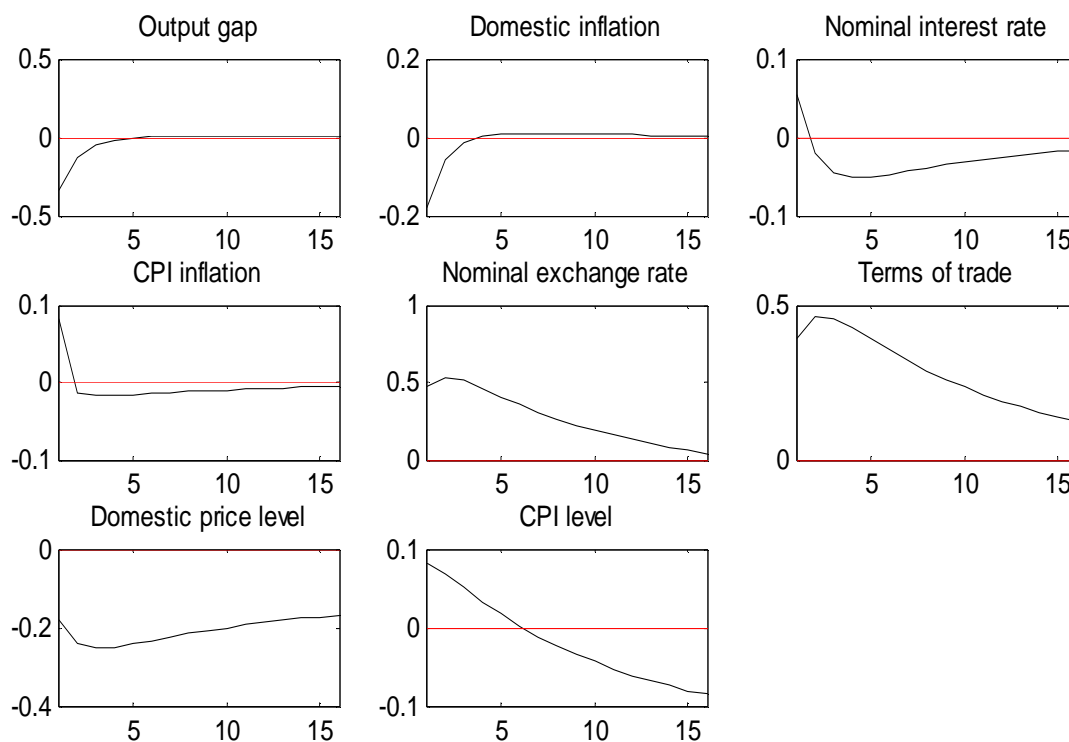 Output gap
0.5
0
-0.5
5 10 15
Domestic inflation
0.2
0
-0.2
5 10 15
Nominal interest rate
0.1
0
-0.1
5 10 15
CPI inflation
0.1
0
-0.1
5 10 15
Nominal exchange rate
1
0.5
0
5 10 15
Terms of trade
0.5
0
5 10 15
Domestic price level
0
-0.2
-0.4
5 10 15
CPI level
0.1
0
-0.1
5 10 15